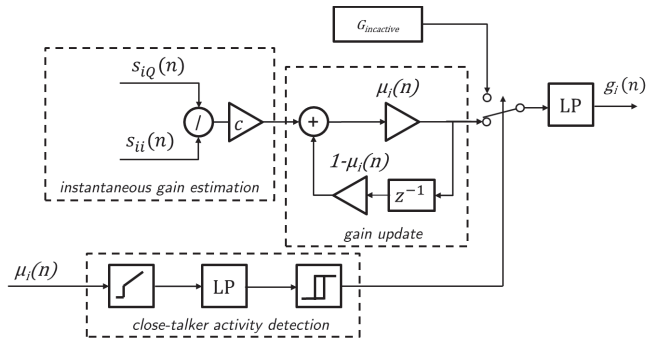 G_incactive
s_iQ(n)
/
c
s_ii(n)
instantaneous gain estimation
+
μ_i(n)
1-μ_i(n)
z^-1
gain update
LP
g_i(n)
μ_i(n)
LP
close-talker activity detection